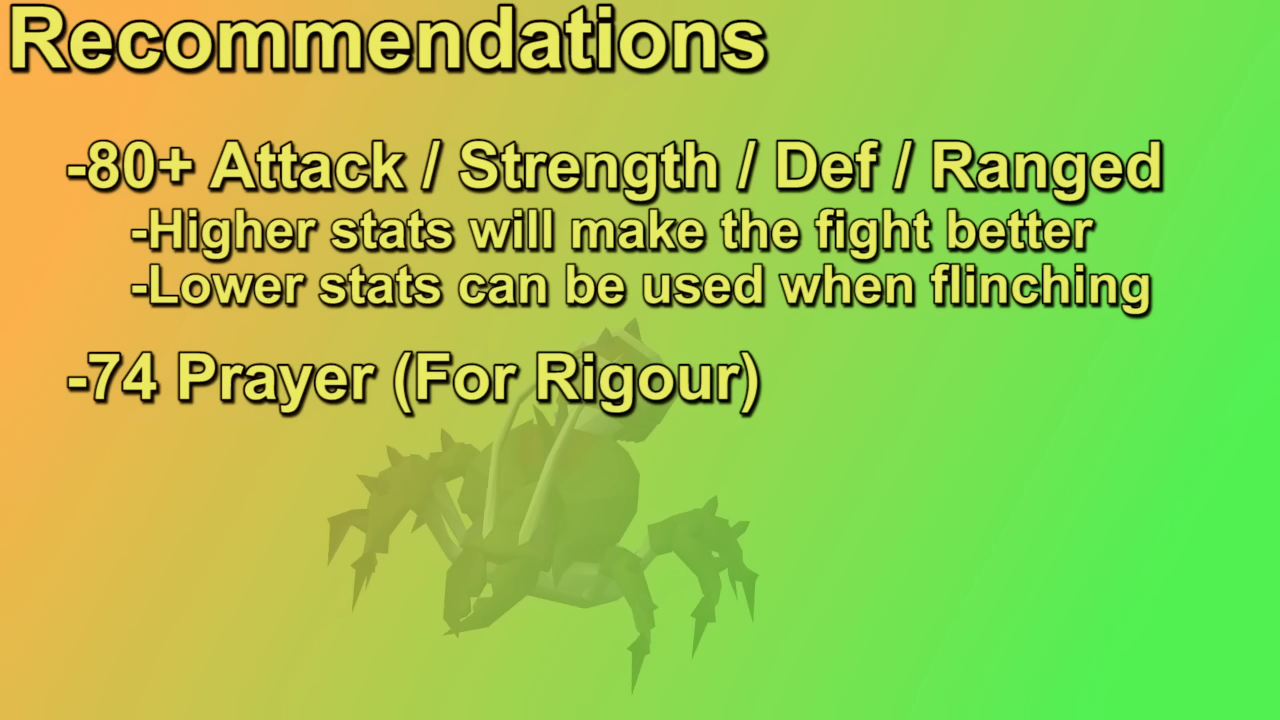 Recommendations
-80+ Attack / Strength / Def / Ranged
-Higher stats will make the fight better
-Lower stats can be used when flinching
-74 Prayer (For Rigour)